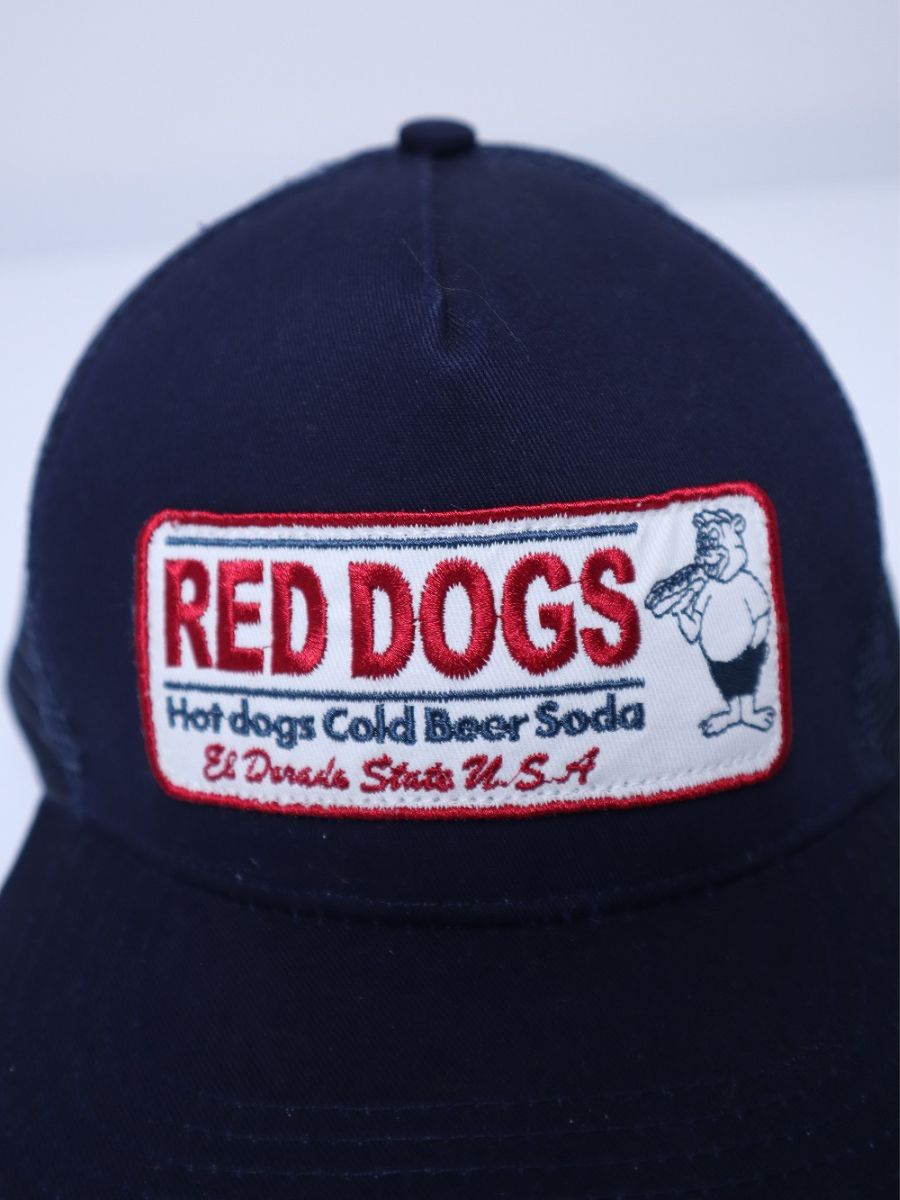 RED DOGS
Hot dogs Cold Beer Soda
El Dorado State U.S.A